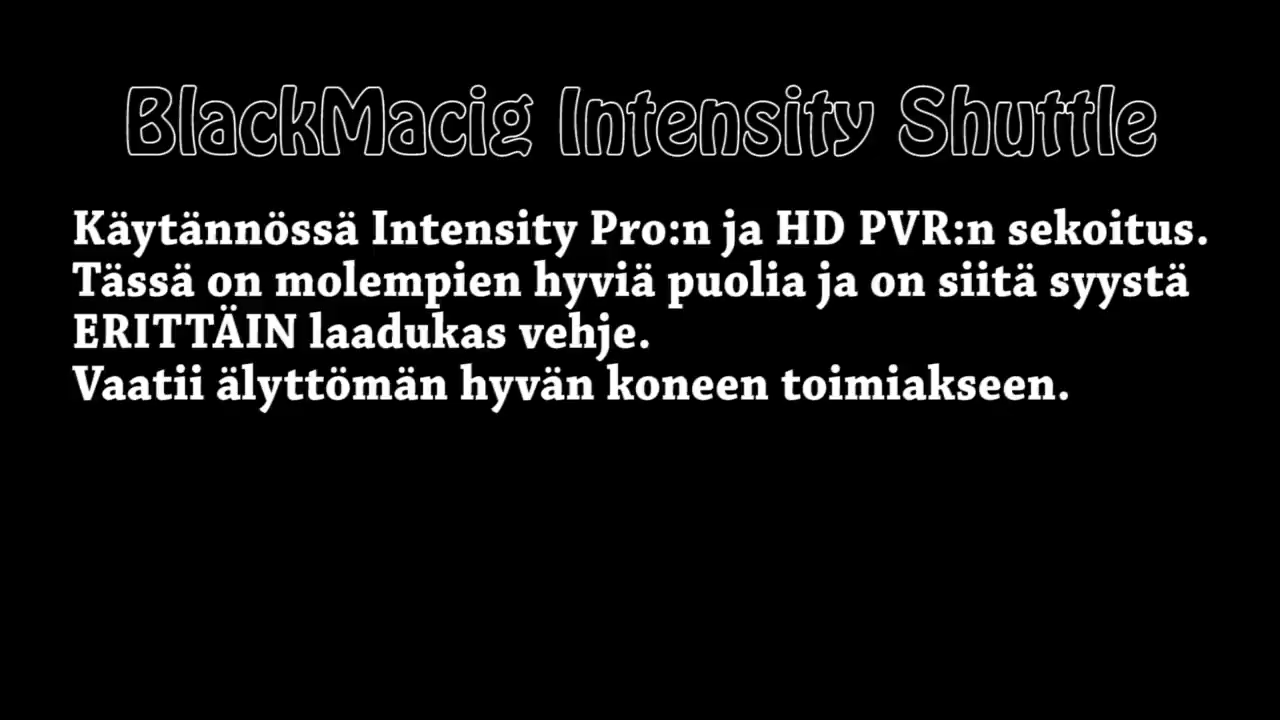 BlackMacig Intensity Shuttle
Käytännössä Intensity Pro:n ja HD PVR:n sekoitus.
Tässä on molempien hyviä puolia ja on siitä syystä
ERITTÄIN laadukas vehje.
Vaatii älyttömän hyvän koneen toimiakseen.